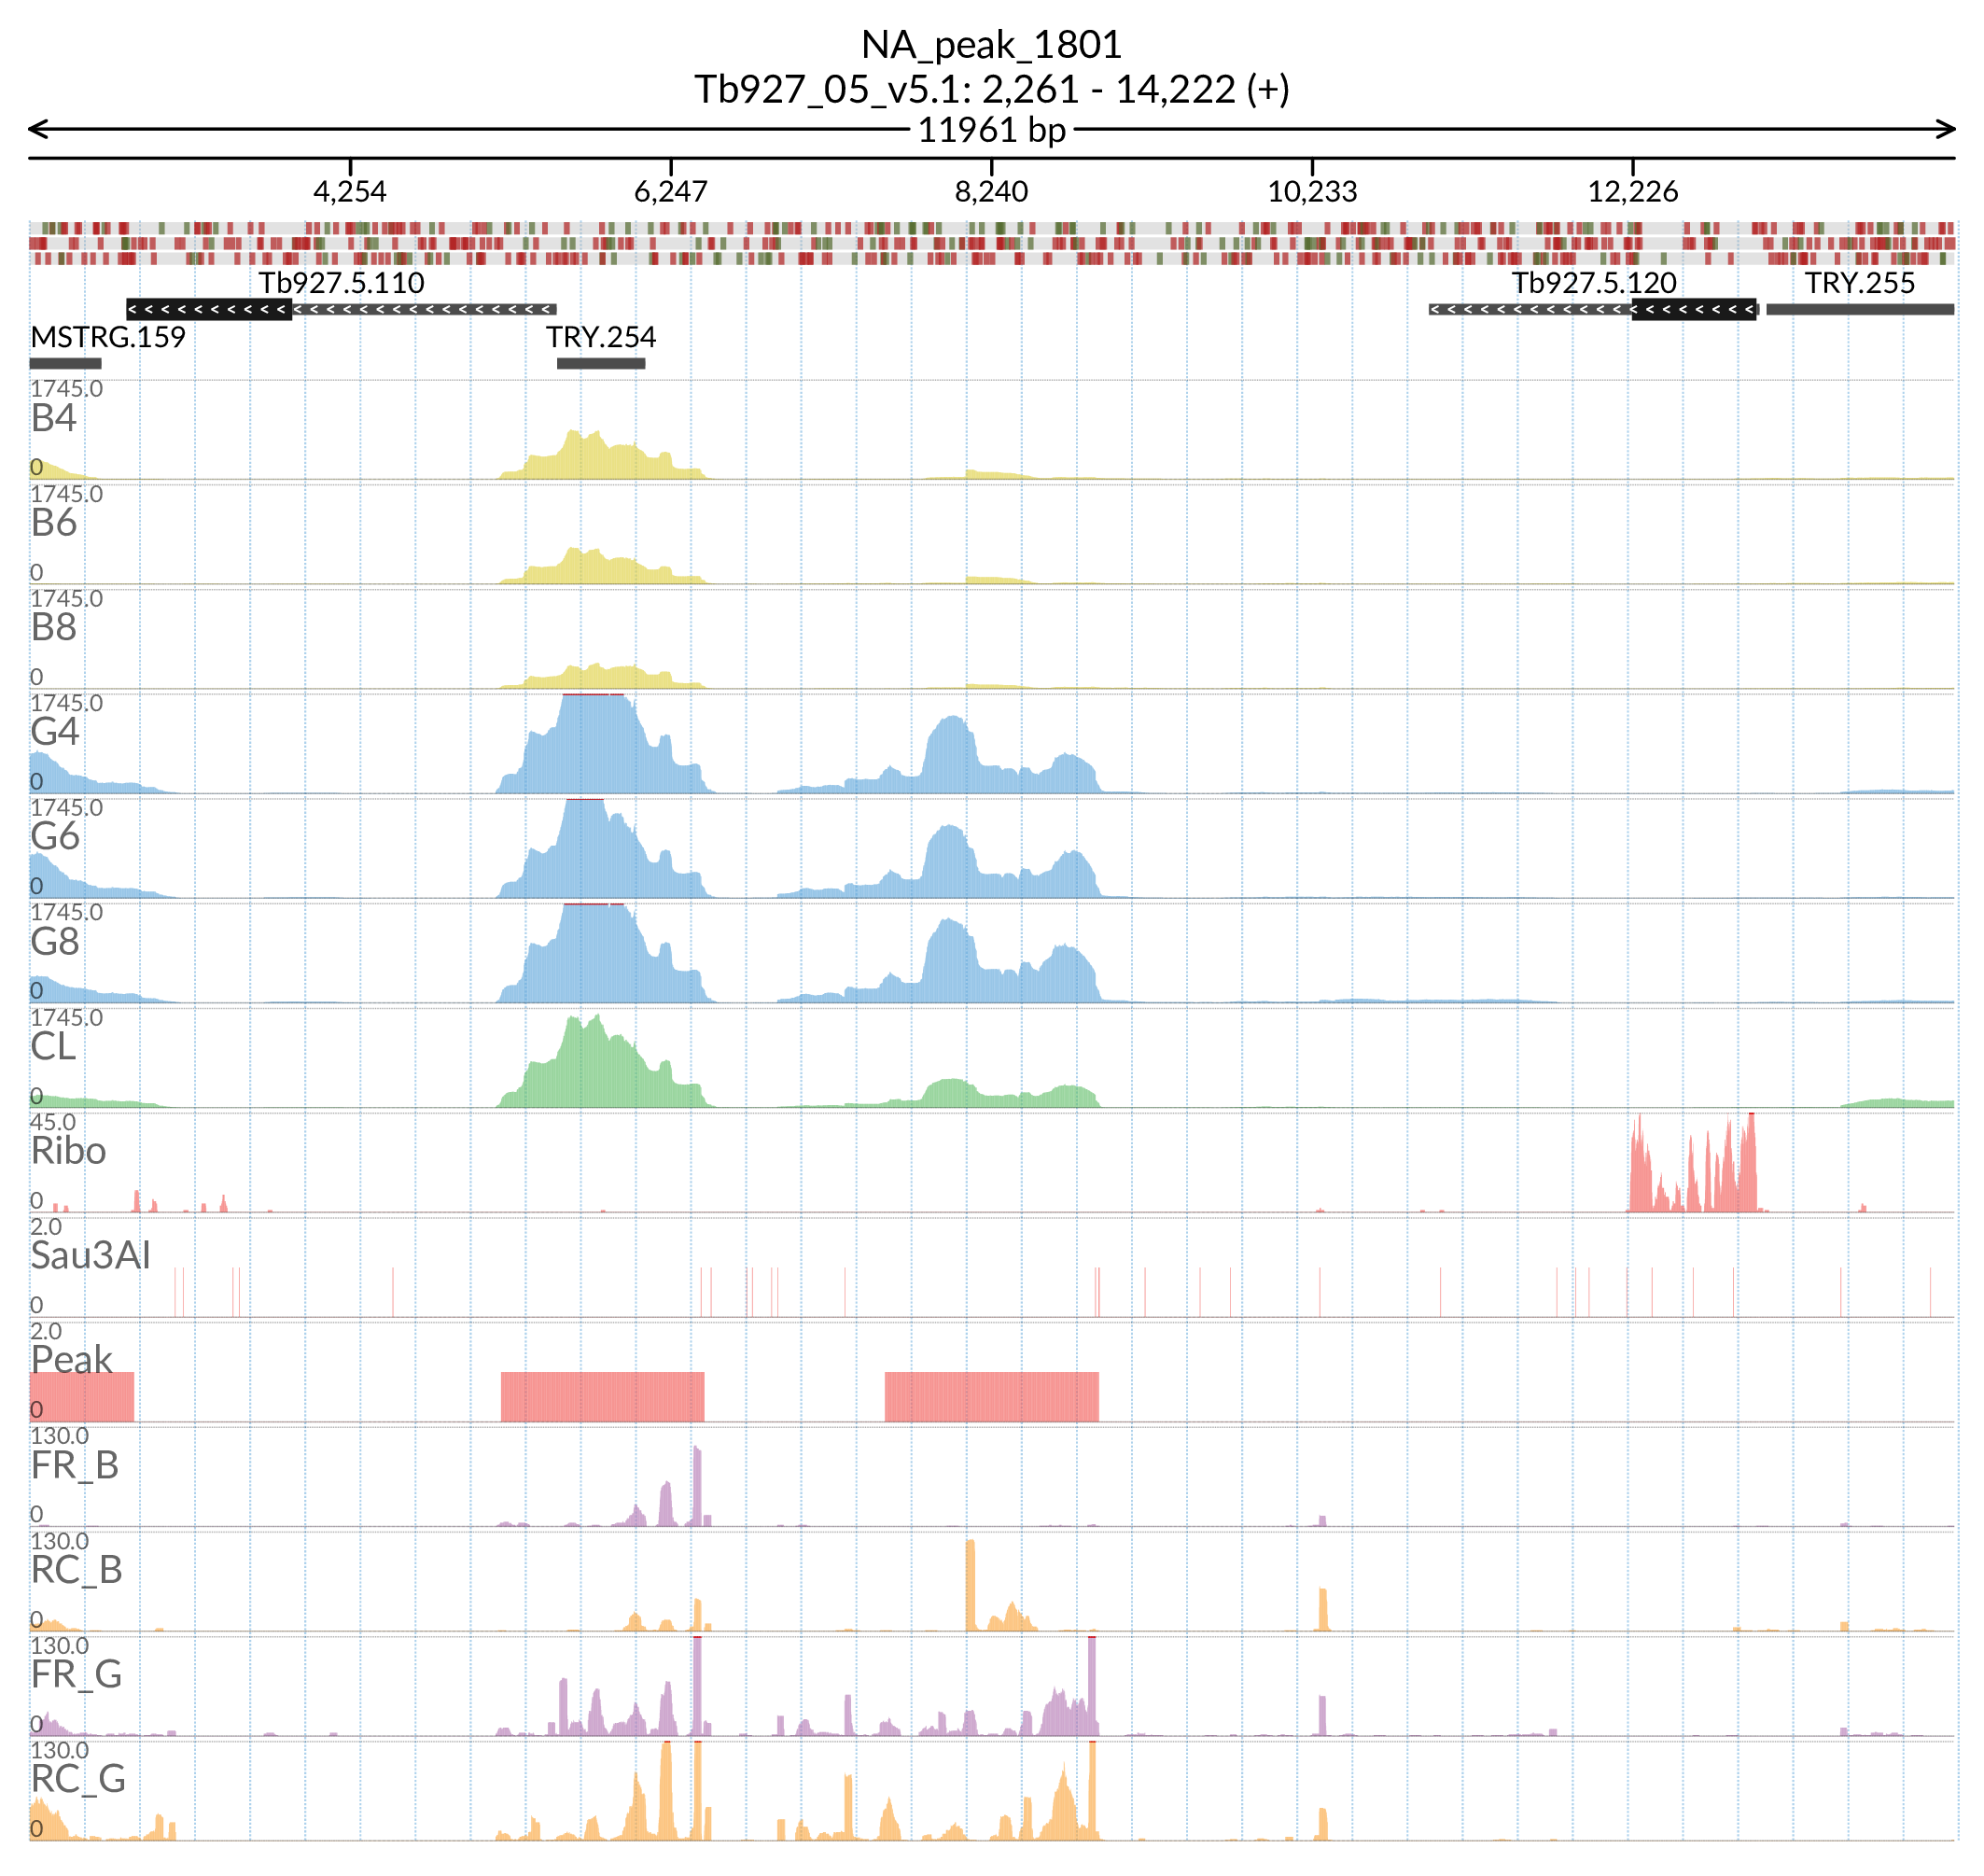 NA_peak_1801
Tb927_05_v5.1: 2,261 - 14,222 (+)
11961 bp
4,254 6,247 8,240 10,233 12,226
Tb927.5.110 Tb927.5.120 TRY.255
MSTRG.159 TRY.254
1745.0
B4
0
1745.0
B6
0
1745.0
B8
0
1745.0
G4
0
1745.0
G6
0
1745.0
G8
0
1745.0
CL
0
45.0
Ribo
0
2.0
Sau3AI
0
2.0
Peak
0
130.0
FR_B
0
130.0
RC_B
0
130.0
FR_G
0
130.0
RC_G
0